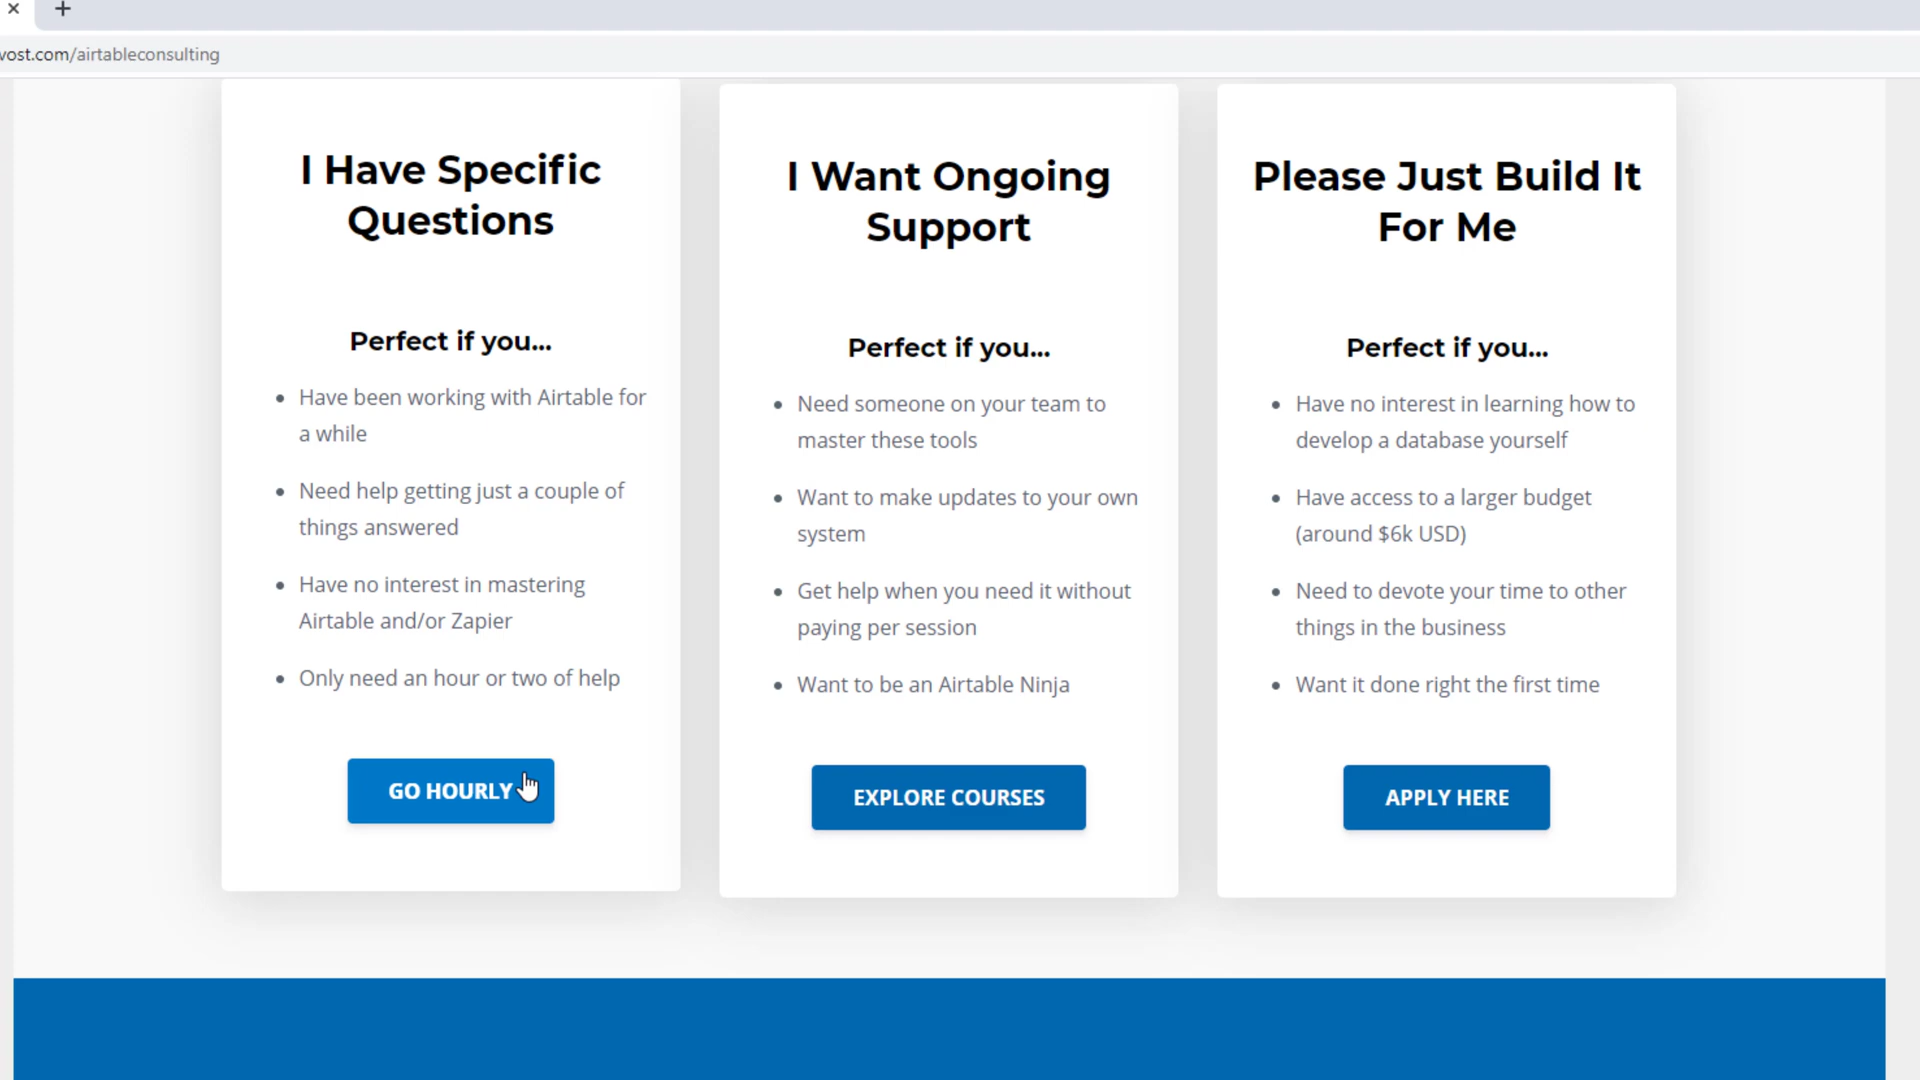 vost.com/airtableconsulting
I Have Specific
Questions
Perfect if you...
Have been working with Airtable for
a while
Need help getting just a couple of
things answered
Have no interest in mastering
Airtable and/or Zapier
Only need an hour or two of help
GO HOURLY
I Want Ongoing
Support
Perfect if you...
Need someone on your team to
master these tools
Want to make updates to your own
system
Get help when you need it without
paying per session
Want to be an Airtable Ninja
EXPLORE COURSES
Please Just Build It
For Me
Perfect if you...
Have no interest in learning how to
develop a database yourself
Have access to a larger budget
(around $6k USD)
Need to devote your time to other
things in the business
Want it done right the first time
APPLY HERE